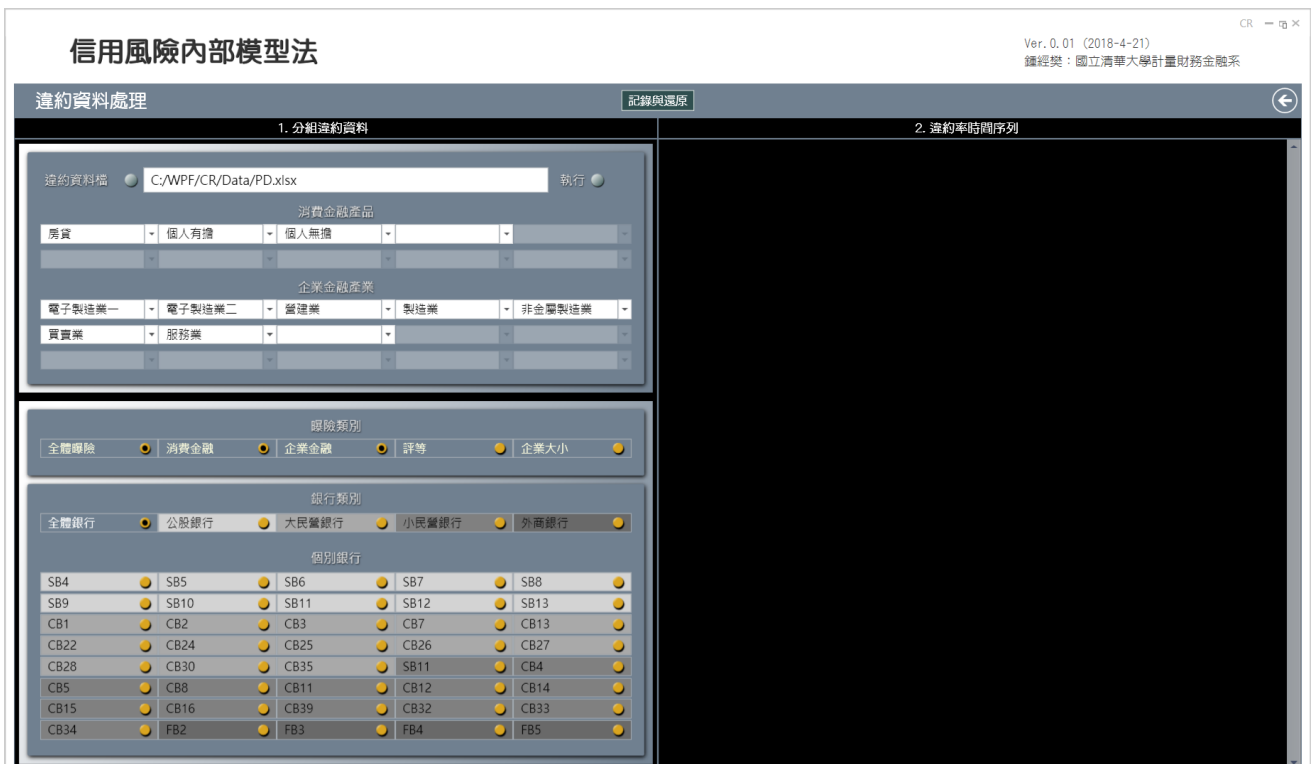 CR
信用風險內部模型法
Ver. 0.01 (2018-4-21)
鍾經樊：國立清華大學計量財務金融系
違約資料處理 記錄與還原
1. 分組違約資料 2. 違約率時間序列
違約資料檔 C:/WPF/CR/Data/PD.xlsx 執行
消費金融產品
房貸 個人有擔 個人無擔
企業金融產業
電子製造業一 電子製造業二 營建業 製造業 非金屬製造業
買賣業 服務業
曝險類別
全體曝險 消費金融 企業金融 評等 企業大小
銀行類別
全體銀行 公股銀行 大民營銀行 小民營銀行 外商銀行
個別銀行
SB4 SB5 SB6 SB7 SB8
SB9 SB10 SB11 SB12 SB13
CB1 CB2 CB3 CB7 CB13
CB22 CB24 CB25 CB26 CB27
CB28 CB30 CB35 SB11 CB4
CB5 CB8 CB11 CB12 CB14
CB15 CB16 CB39 CB32 CB33
CB34 FB2 FB3 FB4 FB5